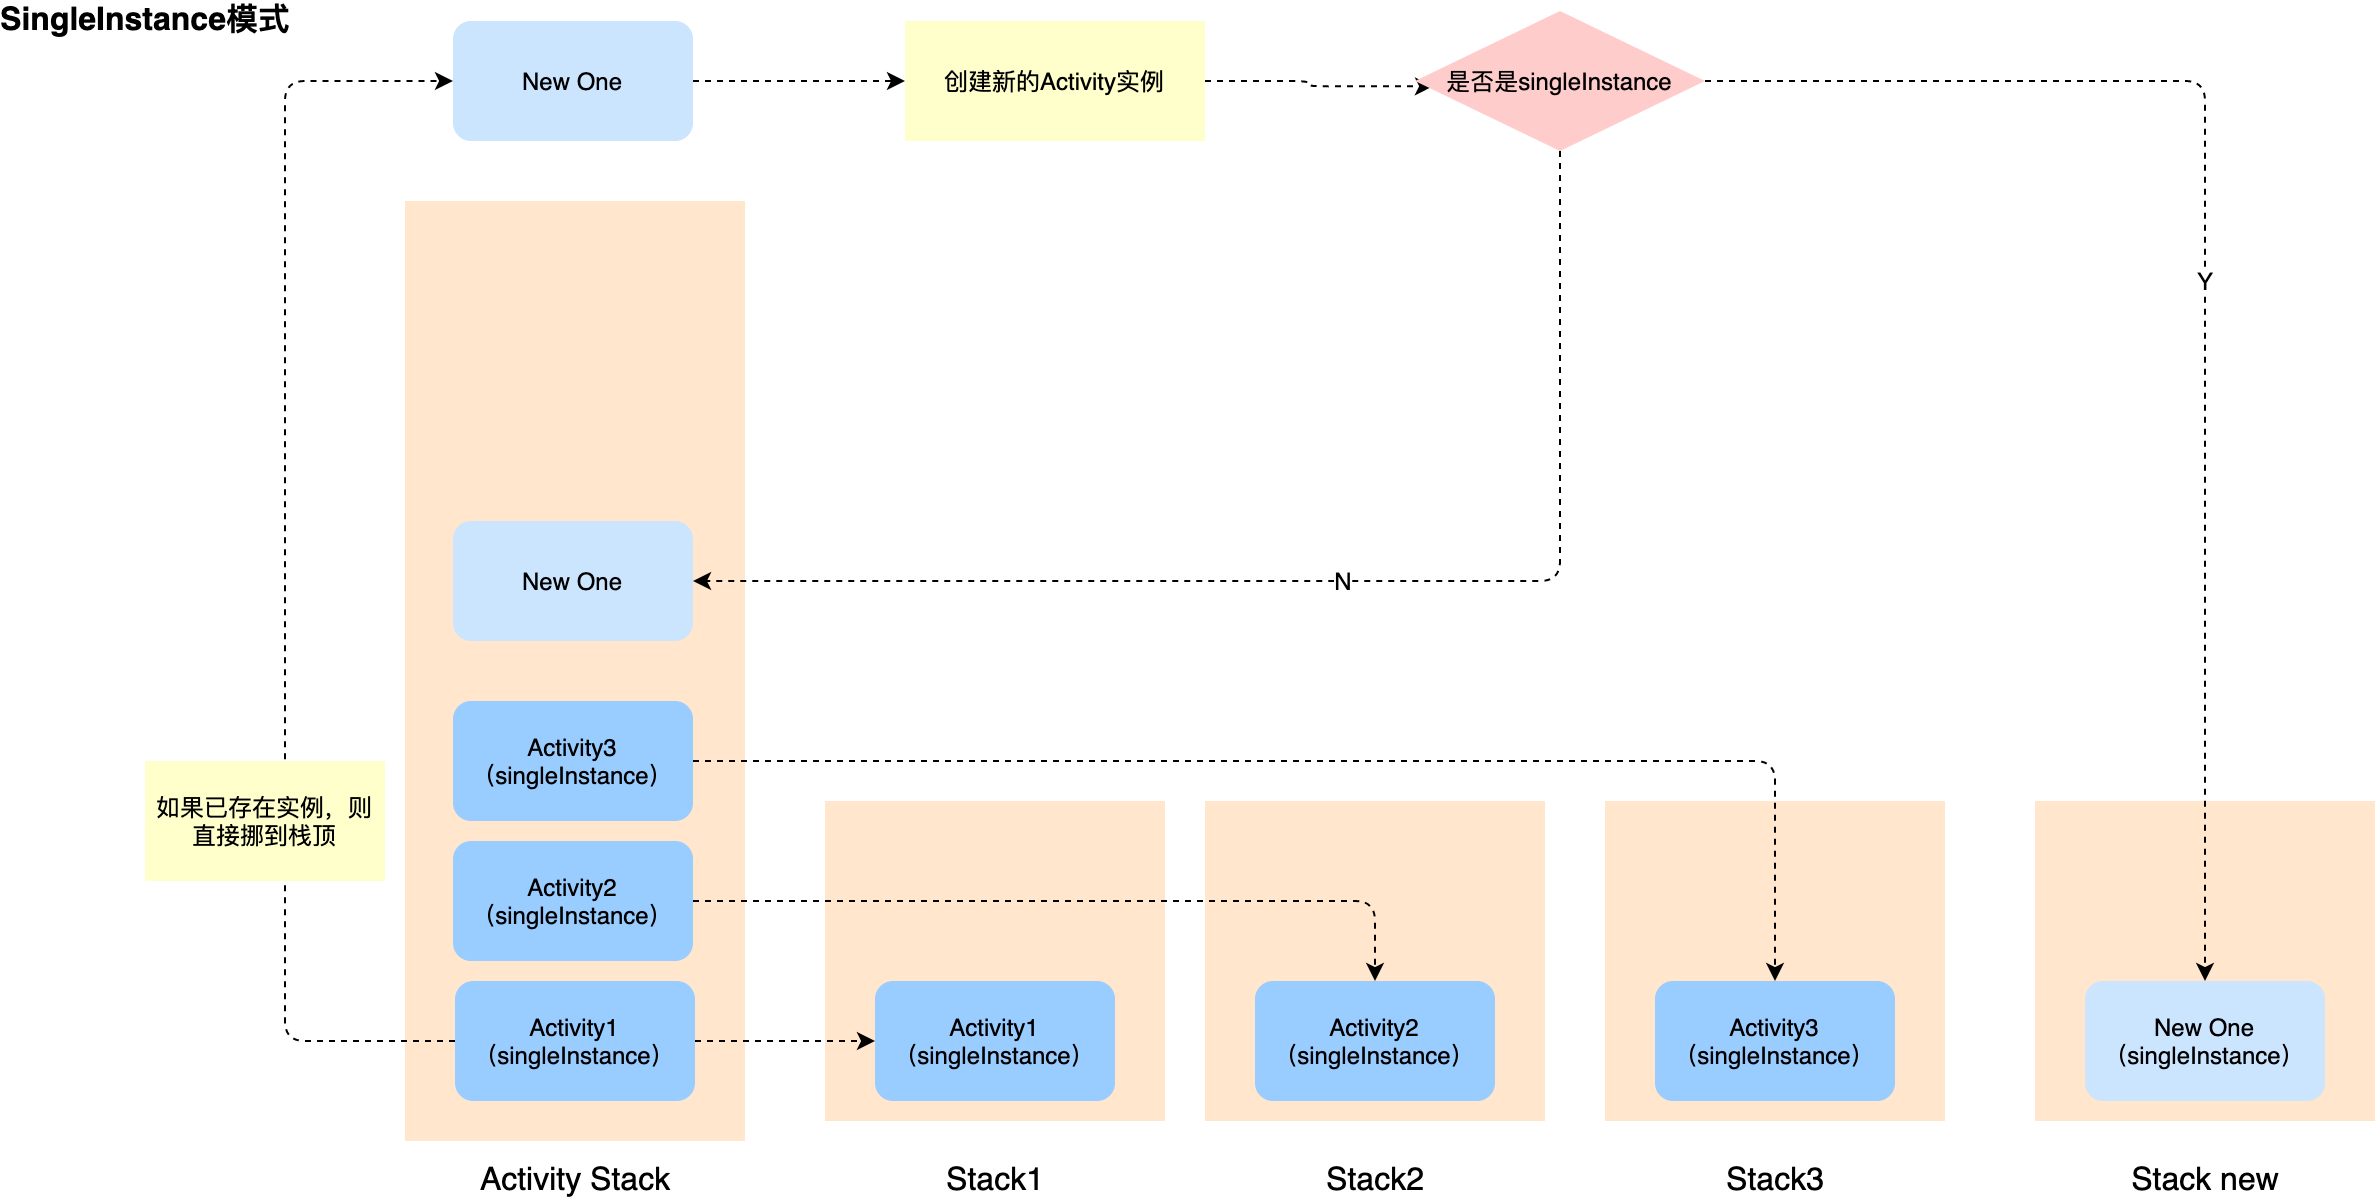 SingleInstance模式
New One
创建新的Activity实例
是否是singleInstance
Y
New One
N
Activity3
（singleInstance）
如果已存在实例，则
直接挪到栈顶
Activity2
（singleInstance）
Activity1
（singleInstance）
Activity1
（singleInstance）
Activity2
（singleInstance）
Activity3
（singleInstance）
New One
（singleInstance）
Activity Stack
Stack1
Stack2
Stack3
Stack new